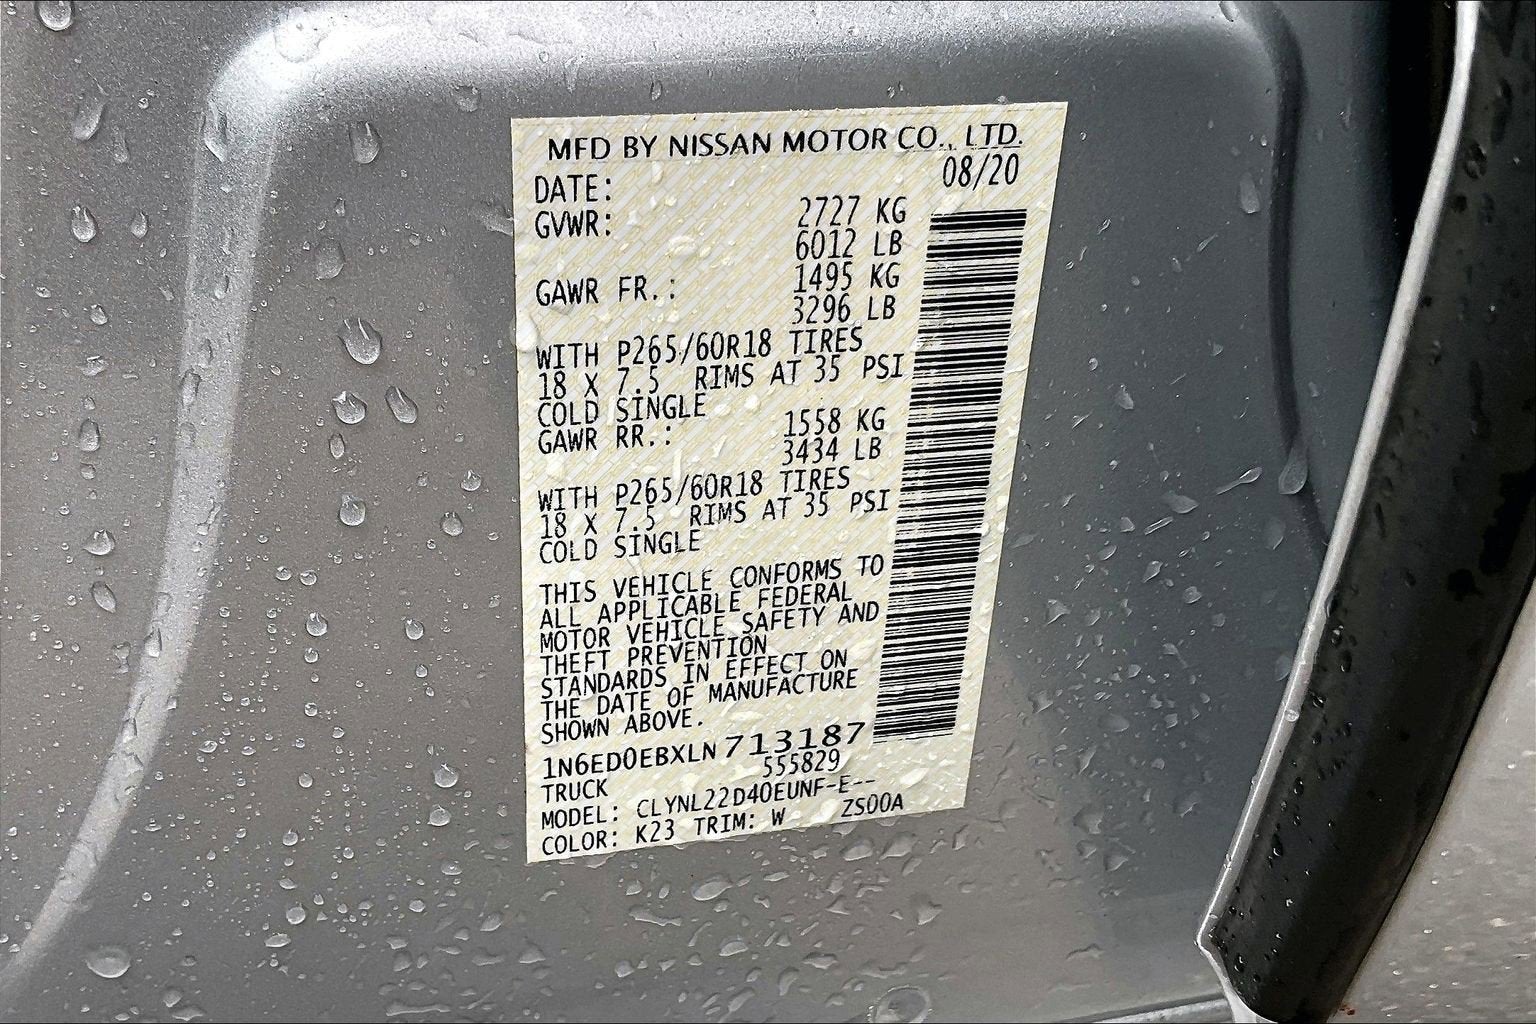 MFD BY NISSAN MOTOR CO., LTD.
DATE: 08/20
GVWR: 2727 KG
6012 LB
GAWR FR.: 1495 KG
3296 LB
WITH P265/60R18 TIRES
18 X 7.5 RIMS AT 35 PSI
COLD SINGLE
GAWR RR.: 1558 KG
3434 LB
WITH P265/60R18 TIRES
18 X 7.5 RIMS AT 35 PSI
COLD SINGLE
THIS VEHICLE CONFORMS TO
ALL APPLICABLE FEDERAL
MOTOR VEHICLE SAFETY AND
THEFT PREVENTION
STANDARDS IN EFFECT ON
THE DATE OF MANUFACTURE
SHOWN ABOVE.
1N6ED0EBXLN713187
TRUCK 555829
MODEL: CLYNL22D40EUNF-E--
COLOR: K23 TRIM: W ZS00A